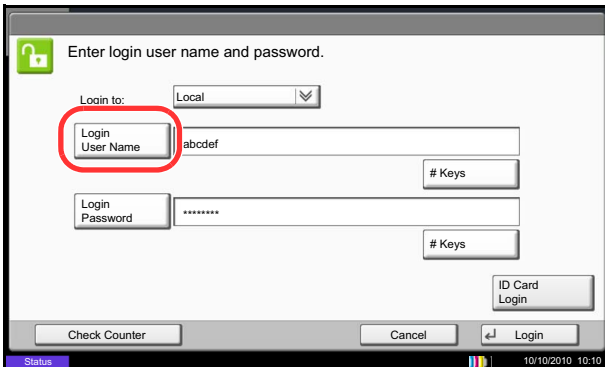 Enter login user name and password.
Login to:
Local
Login
User Name
abcdef
# Keys
Login
Password
********
# Keys
ID Card
Login
Check Counter
Cancel
Login
Status
10/10/2010 10:10